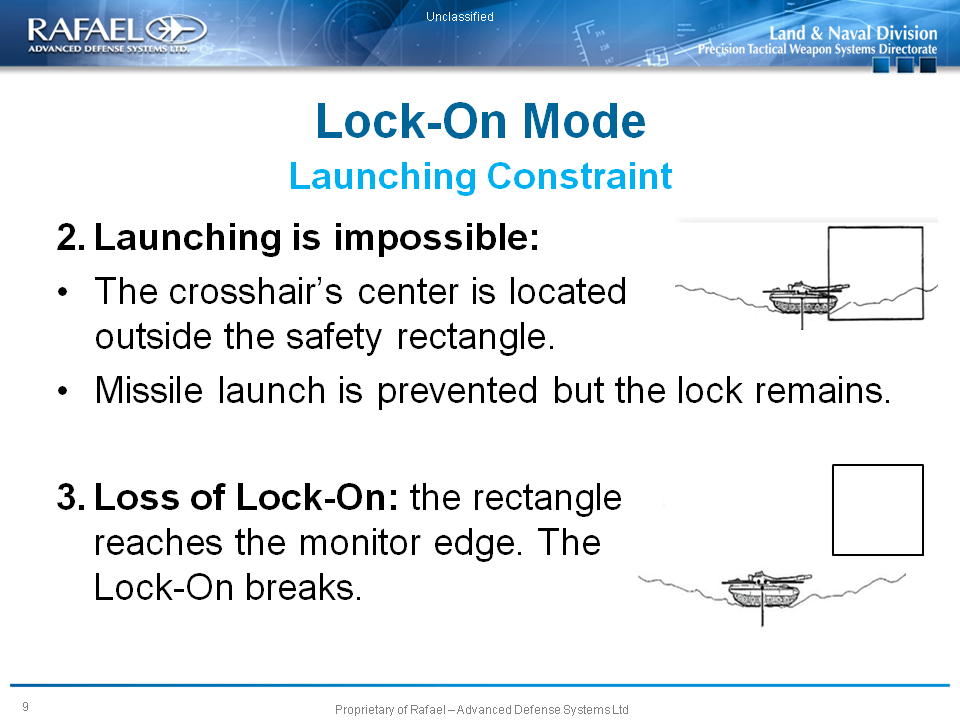 Unclassified
RAFAEL
ADVANCED DEFENSE SYSTEMS LTD.
Land & Naval Division
Precision Tactical Weapon Systems Directorate
Lock-On Mode
Launching Constraint
2. Launching is impossible:
• The crosshair’s center is located
outside the safety rectangle.
• Missile launch is prevented but the lock remains.
3. Loss of Lock-On: the rectangle
reaches the monitor edge. The
Lock-On breaks.
9
Proprietary of Rafael – Advanced Defense Systems Ltd